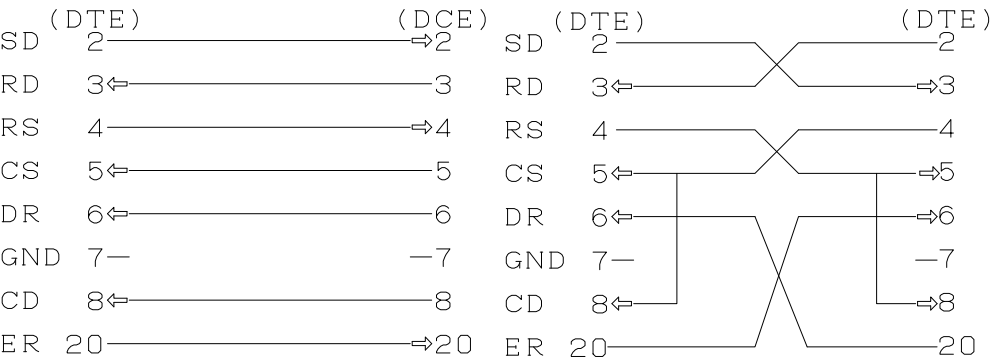 (DTE) (DCE) (DTE) (DTE)
SD 2 2 SD 2 2
RD 3 3 RD 3 3
RS 4 4 RS 4 4
CS 5 5 CS 5 5
DR 6 6 DR 6 6
GND 7 7 GND 7 7
CD 8 8 CD 8 8
ER 20 20 ER 20 20